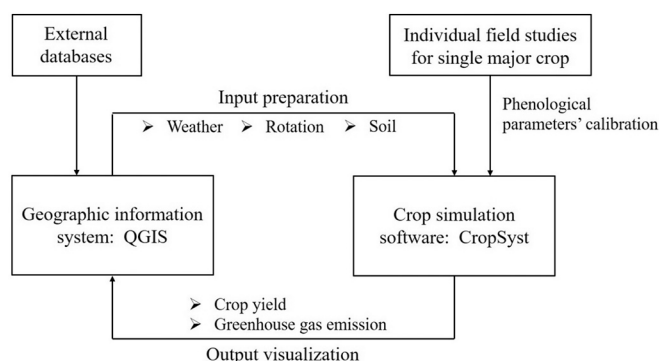 External
databases
Individual field studies
for single major crop
Input preparation
➢ Weather ➢ Rotation ➢ Soil
Phenological
parameters' calibration
Geographic information
system: QGIS
Crop simulation
software: CropSyst
➢ Crop yield
➢ Greenhouse gas emission
Output visualization